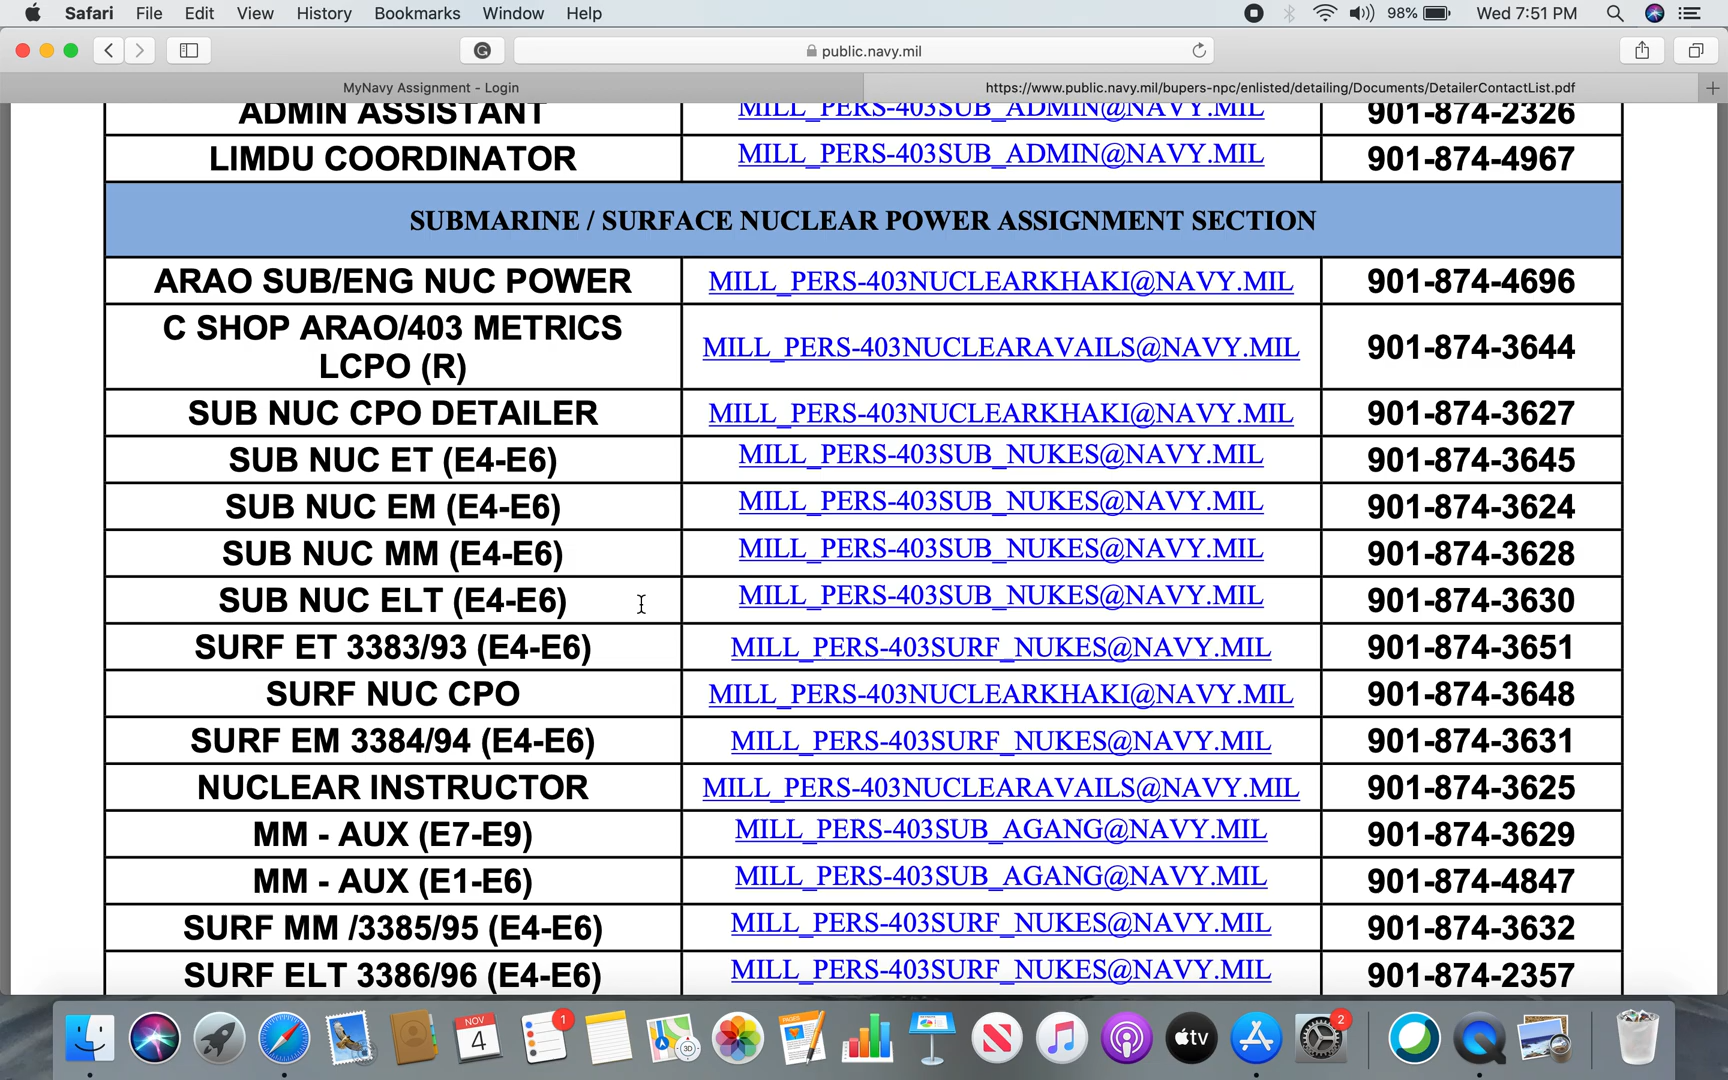 Safari File Edit View History Bookmarks Window Help 98% Wed 7:51 PM
public.navy.mil
MyNavy Assignment - Login https://www.public.navy.mil/bupers-npc/enlisted/detailing/Documents/DetailerContactList.pdf
ADMIN ASSISTANT MILL_PERS-403SUB_ADMIN@NAVY.MIL 901-874-2326
LIMDU COORDINATOR MILL_PERS-403SUB_ADMIN@NAVY.MIL 901-874-4967
SUBMARINE / SURFACE NUCLEAR POWER ASSIGNMENT SECTION
ARAO SUB/ENG NUC POWER MILL_PERS-403NUCLEARKHAKI@NAVY.MIL 901-874-4696
C SHOP ARAO/403 METRICS
LCPO (R) MILL_PERS-403NUCLEARAVAILS@NAVY.MIL 901-874-3644
SUB NUC CPO DETAILER MILL_PERS-403NUCLEARKHAKI@NAVY.MIL 901-874-3627
SUB NUC ET (E4-E6) MILL_PERS-403SUB_NUKES@NAVY.MIL 901-874-3645
SUB NUC EM (E4-E6) MILL_PERS-403SUB_NUKES@NAVY.MIL 901-874-3624
SUB NUC MM (E4-E6) MILL_PERS-403SUB_NUKES@NAVY.MIL 901-874-3628
SUB NUC ELT (E4-E6) MILL_PERS-403SUB_NUKES@NAVY.MIL 901-874-3630
SURF ET 3383/93 (E4-E6) MILL_PERS-403SURF_NUKES@NAVY.MIL 901-874-3651
SURF NUC CPO MILL_PERS-403NUCLEARKHAKI@NAVY.MIL 901-874-3648
SURF EM 3384/94 (E4-E6) MILL_PERS-403SURF_NUKES@NAVY.MIL 901-874-3631
NUCLEAR INSTRUCTOR MILL_PERS-403NUCLEARAVAILS@NAVY.MIL 901-874-3625
MM - AUX (E7-E9) MILL_PERS-403SUB_AGANG@NAVY.MIL 901-874-3629
MM - AUX (E1-E6) MILL_PERS-403SUB_AGANG@NAVY.MIL 901-874-4847
SURF MM /3385/95 (E4-E6) MILL_PERS-403SURF_NUKES@NAVY.MIL 901-874-3632
SURF ELT 3386/96 (E4-E6) MILL_PERS-403SURF_NUKES@NAVY.MIL 901-874-2357
NOV 4 1 3D PAGES tv 2